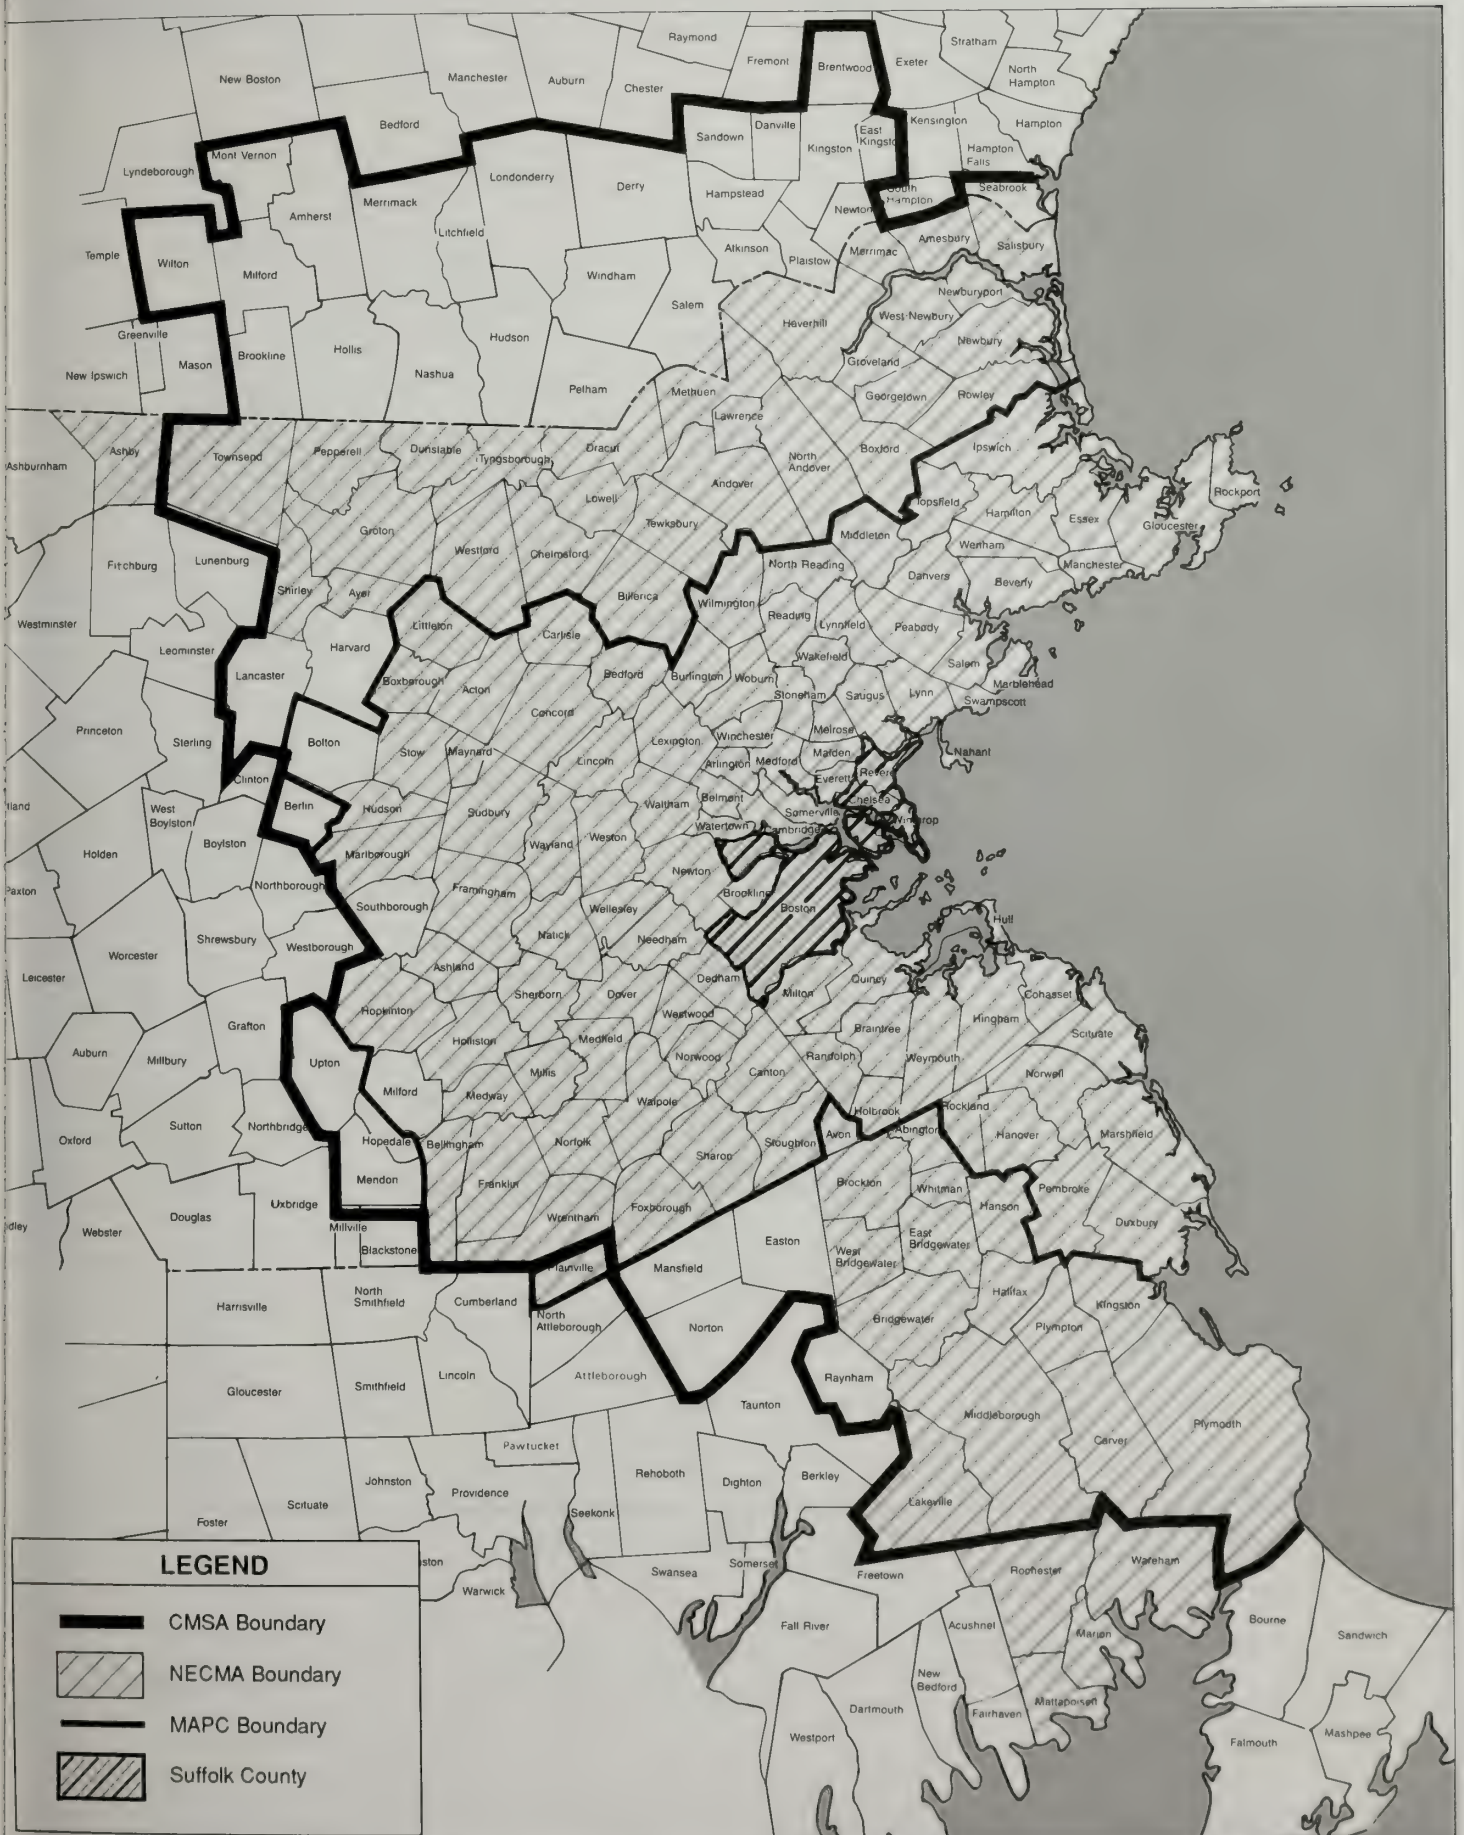 Raymond
Stratham
Fremont
Brentwood
Exeter
New Boston
Manchester
Auburn
Chester
North
Hampton
Bedford
Sandown
Danville
Kingston
East
Kensington
Hampton
Hampton
Falls
Mont Vernon
Lyndeborough
Londonderry
Derry
Hampstead
Newton
South
Hampton
Seabrook
Amherst
Merrimack
Litchfield
Temple
Wilton
Milford
Windham
Atkinson
Plaistow
Merrimac
Amesbury
Salisbury
Salem
Haverhill
Newburyport
West Newbury
Newbury
Greenville
Mason
Brookline
Hollis
Hudson
New Ipswich
Nashua
Pelham
Methuen
Groveland
Georgetown
Rowley
Lawrence
Ashburnham
Ashby
Townsend
Pepperell
Dunstable
Tyngsborough
Dracut
North
Andover
Boxford
Ipswich
Andover
Lowell
Topsfield
Hamilton
Essex
Rockport
Gloucester
Groton
Tewksbury
Westford
Chelmsford
Middleton
Wenham
Manchester
Fitchburg
Lunenburg
North Reading
Danvers
Beverly
Shirley
Ayer
Billerica
Wilmington
Reading
Lynnfield
Peabody
Westminster
Littleton
Carlisle
Leominster
Harvard
Wakefield
Salem
Lancaster
Boxborough
Acton
Bedford
Burlington
Woburn
Stoneham
Saugus
Lynn
Marblehead
Swampscott
Princeton
Sterling
Bolton
Concord
Lexington
Winchester
Melrose
Stow
Maynard
Lincoln
Arlington
Medford
Malden
Nahant
Clinton
Everett
Revere
Berlin
Hudson
Sudbury
Waltham
Belmont
Somerville
Chelsea
West
Boylston
Watertown
Cambridge
Winthrop
Holden
Boylston
Marlborough
Wayland
Weston
Newton
Paxton
Northborough
Southborough
Framingham
Wellesley
Brookline
Boston
Worcester
Shrewsbury
Westborough
Natick
Needham
Hull
Leicester
Ashland
Sherborn
Dover
Dedham
Milton
Quincy
Cohasset
Hopkinton
Westwood
Hingham
Scituate
Grafton
Braintree
Auburn
Millbury
Upton
Holliston
Medfield
Norwood
Randolph
Weymouth
Milford
Millis
Canton
Norwell
Medway
Walpole
Oxford
Sutton
Northbridge
Hopedale
Bellingham
Norfolk
Sharon
Stoughton
Avon
Holbrook
Abington
Rockland
Hanover
Marshfield
Mendon
Franklin
Brockton
Whitman
Hanson
Pembroke
Webster
Douglas
Uxbridge
Millville
Blackstone
Wrentham
Foxborough
Duxbury
Easton
West
Bridgewater
East
Bridgewater
Plainville
Mansfield
Harrisville
North
Smithfield
Cumberland
North
Attleborough
Norton
Bridgewater
Halifax
Plympton
Kingston
Gloucester
Smithfield
Lincoln
Attleborough
Raynham
Taunton
Middleborough
Carver
Plymouth
Pawtucket
Rehoboth
Dighton
Berkley
Johnston
Providence
Scituate
Foster
Seekonk
Lakeville
Warwick
Swansea
Somerset
Freetown
Rochester
Wareham
Fall River
Acushnet
Marion
Bourne
Sandwich
New
Bedford
Dartmouth
Westport
Fairhaven
Mattapoisett
Falmouth
Mashpee
LEGEND
CMSA Boundary
NECMA Boundary
MAPC Boundary
Suffolk County